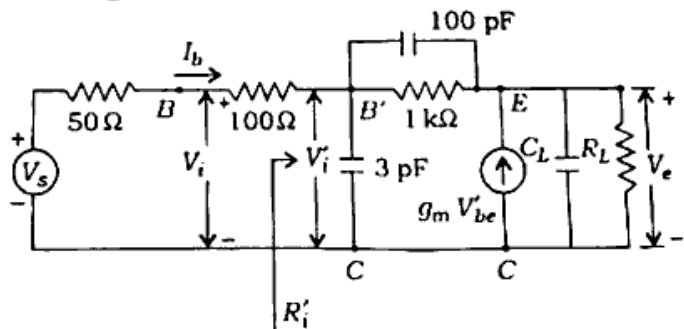 100 pF
I_b
B
B'
E
50 Ω
100Ω
1 kΩ
+
+
+
V_s
V_i
V'_i
3 pF
C_L
R_L
V_e
g_m V'_be
-
-
-
C
C
R'_i